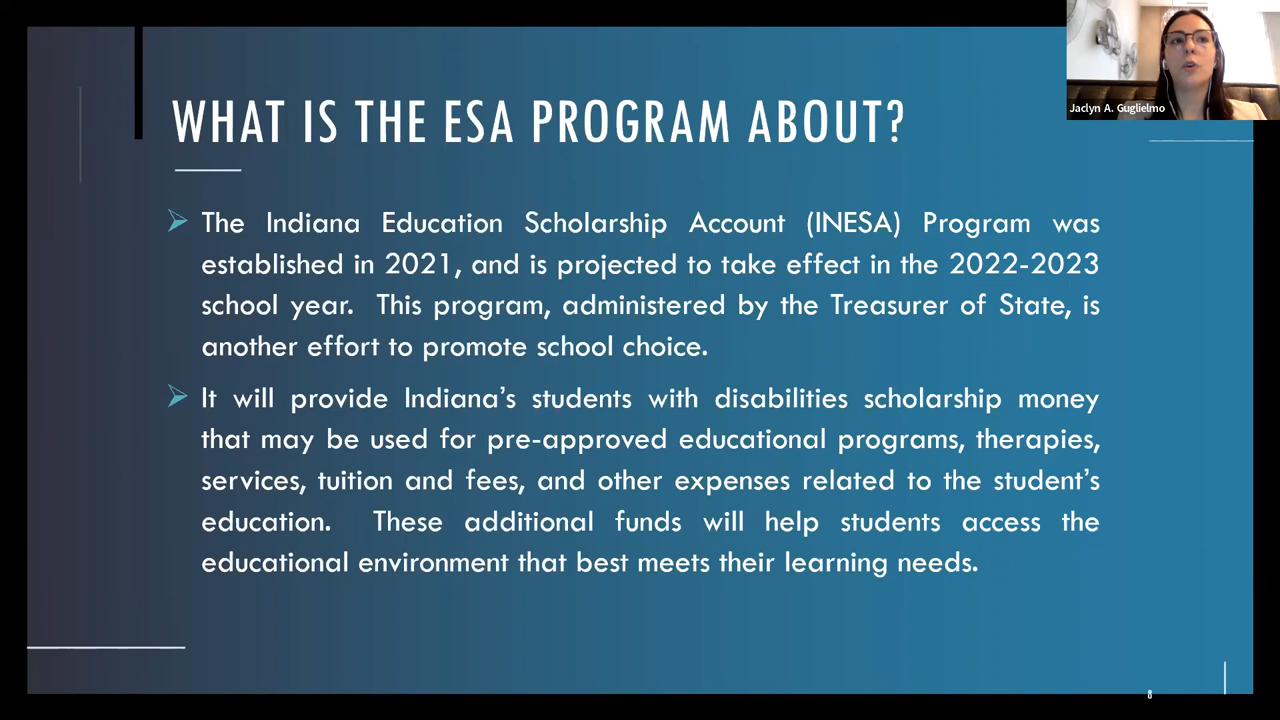 Jaclyn A. Guglielmo
WHAT IS THE ESA PROGRAM ABOUT?
The Indiana Education Scholarship Account (INESA) Program was
established in 2021, and is projected to take effect in the 2022-2023
school year. This program, administered by the Treasurer of State, is
another effort to promote school choice.
It will provide Indiana's students with disabilities scholarship money
that may be used for pre-approved educational programs, therapies,
services, tuition and fees, and other expenses related to the student's
education. These additional funds will help students access the
educational environment that best meets their learning needs.
8